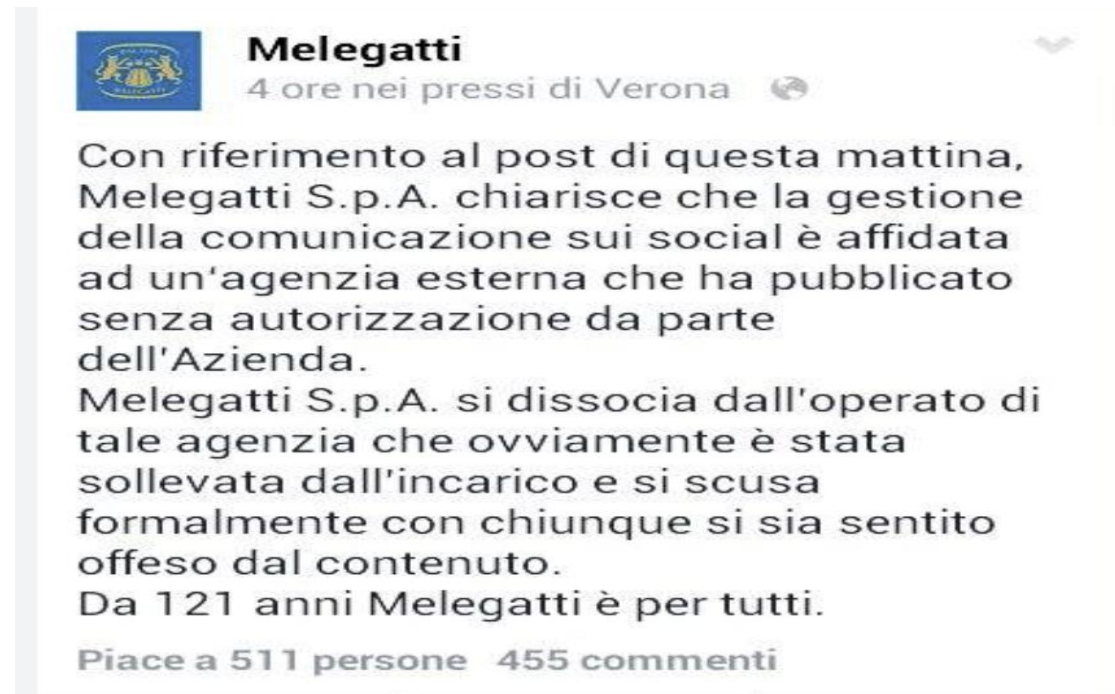 Melegatti
4 ore nei pressi di Verona
Con riferimento al post di questa mattina,
Melegatti S.p.A. chiarisce che la gestione
della comunicazione sui social è affidata
ad un'agenzia esterna che ha pubblicato
senza autorizzazione da parte
dell'Azienda.
Melegatti S.p.A. si dissocia dall'operato di
tale agenzia che ovviamente è stata
sollevata dall'incarico e si scusa
formalmente con chiunque si sia sentito
offeso dal contenuto.
Da 121 anni Melegatti è per tutti.
Piace a 511 persone 455 commenti